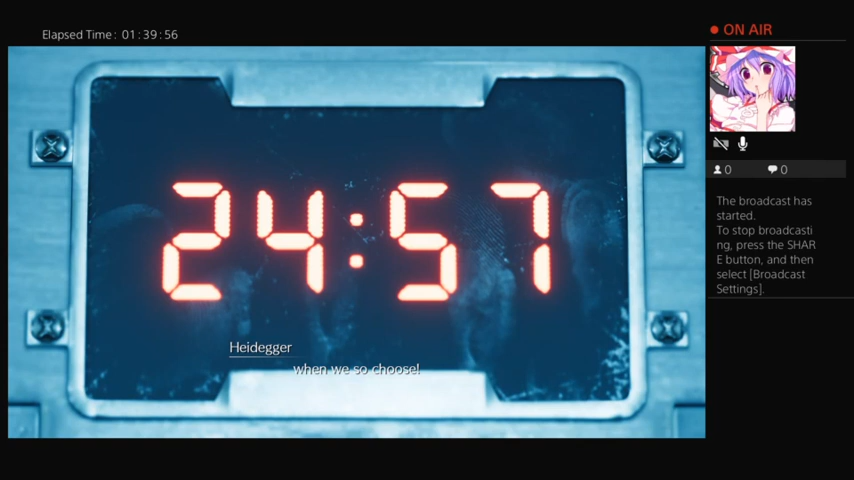 Elapsed Time: 01:39:56
ON AIR
24:57
0 0
The broadcast has
started.
To stop broadcasti
ng, press the SHAR
E button, and then
select [Broadcast
Settings].
Heidegger
when we so choose!